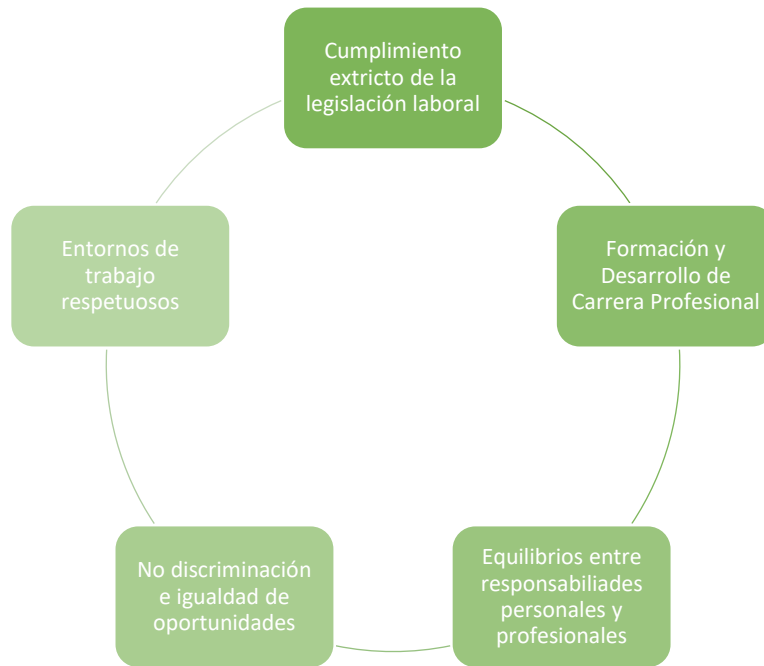 Cumplimiento
extricto de la
legislación laboral
Formación y
Desarrollo de
Carrera Profesional
Equilibrios entre
responsabiliades
personales y
profesionales
No discriminación
e igualdad de
oportunidades
Entornos de
trabajo
respetuosos